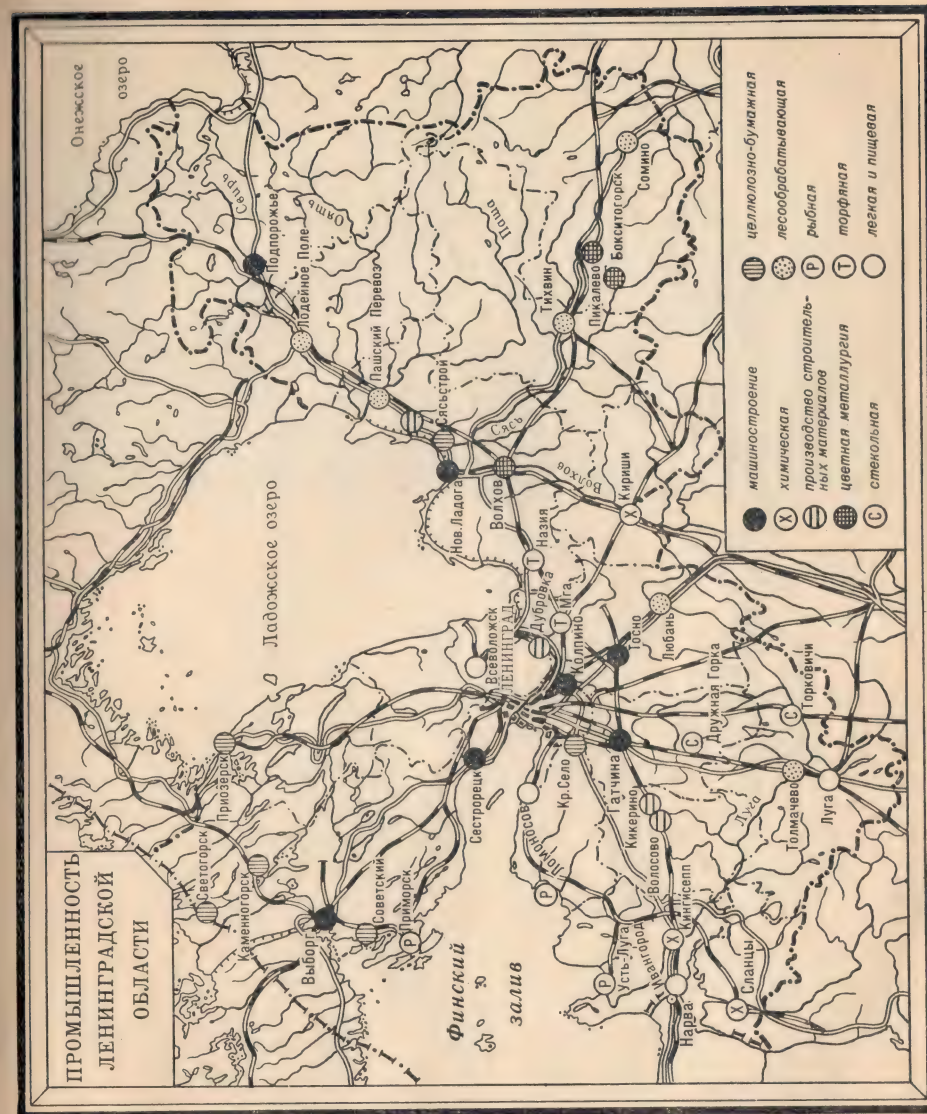 ПРОМЫШЛЕННОСТЬ
ЛЕНИНГРАДСКОЙ
ОБЛАСТИ
Онежское
озеро
Ладожское озеро
Финский
залив
Свирь
Оять
Паша
Сясь
Волхов
Луга
Светогорск
Каменногорск
Приозерск
Выборг
Советский
Приморск
Сестрорецк
Всеволожск
ЛЕНИНГРАД
Дубровка
Назия
Мга
Колпино
Ломоносов
Кр.Село
Гатчина
Тосно
Любань
Кикерино
Волосово
Дружная Горка
Торковичи
Толмачево
Луга
Усть-Луга
Ивангород
Кингисепп
Нарва
Сланцы
Подпорожье
Лодейное Поле
Пашский Перевоз
Сясьстрой
Нов.Ладога
Волхов
Кириши
Тихвин
Пикалево
Бокситогорск
Сомино
машиностроение
Х химическая
производство строитель-
ных материалов
цветная металлургия
С стекольная
целлюлозно-бумажная
лесообрабатывающая
Р рыбная
Т торфяная
легкая и пищевая